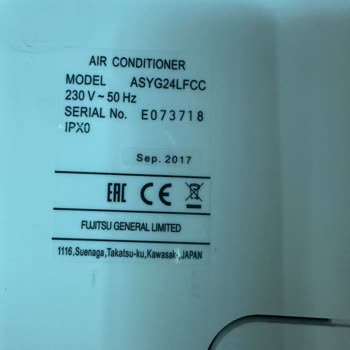 AIR CONDITIONER
MODEL ASYG24LFCC
230 V ~ 50 Hz
SERIAL No. E073718
IPX0
Sep. 2017
EAC CE
FUJITSU GENERAL LIMITED
1116,Suenaga,Takatsu-ku,Kawasaki,JAPAN